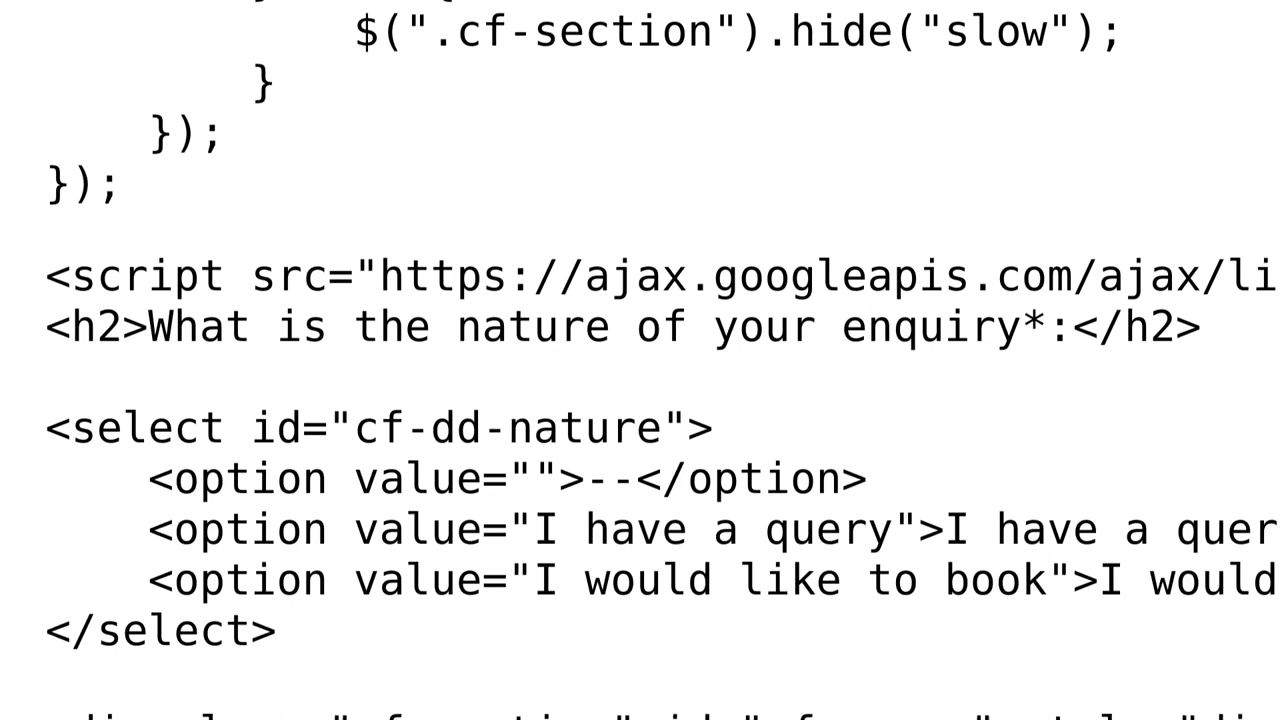 $(".cf-section").hide("slow");
}
});
});
<script src="https://ajax.googleapis.com/ajax/li
<h2>What is the nature of your enquiry*:</h2>
<select id="cf-dd-nature">
<option value="">--</option>
<option value="I have a query">I have a quer
<option value="I would like to book">I would
</select>